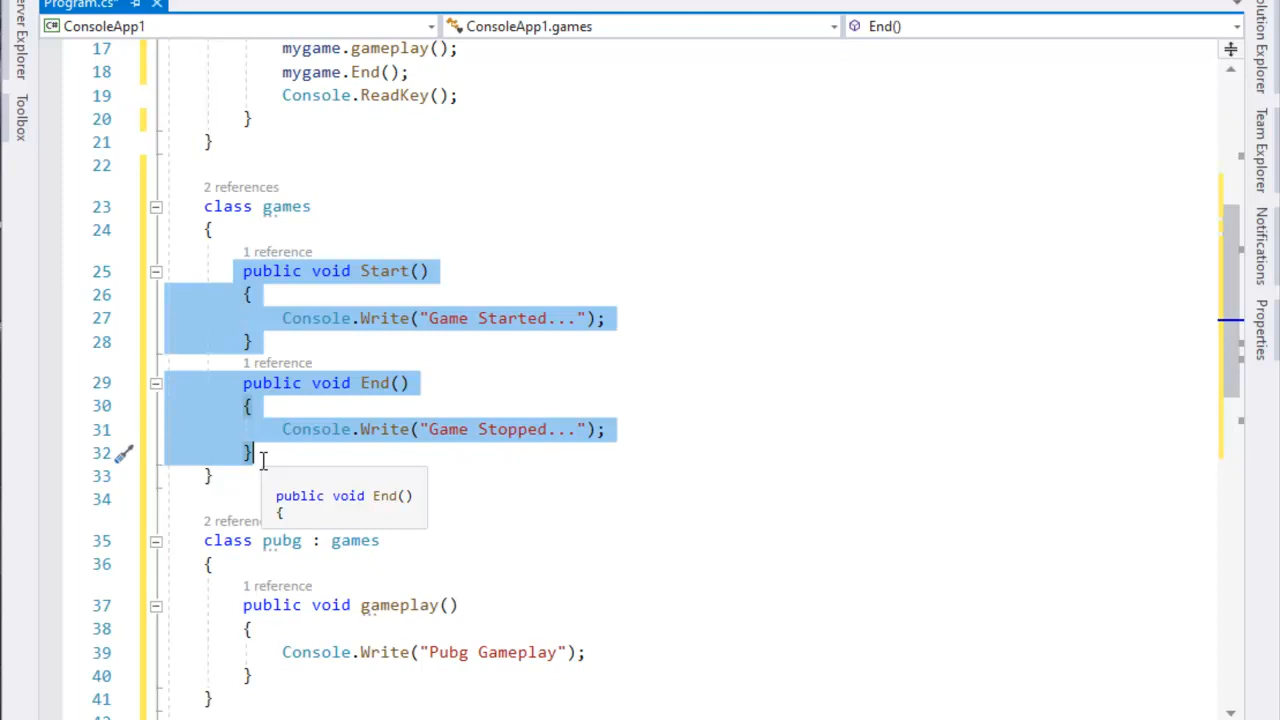 Program.cs*
ConsoleApp1
ConsoleApp1.games
End()
17 mygame.gameplay();
18 mygame.End();
19 Console.ReadKey();
20 }
21 }
22
2 references
23 class games
24 {
1 reference
25 public void Start()
26 {
27 Console.Write("Game Started...");
28 }
1 reference
29 public void End()
30 {
31 Console.Write("Game Stopped...");
32 }
33 }
public void End()
{
34
35 class pubg : games
36 {
1 reference
37 public void gameplay()
38 {
39 Console.Write("Pubg Gameplay");
40 }
41 }
Explorer
Toolbox
Explorer
Team Explorer
Notifications
Properties